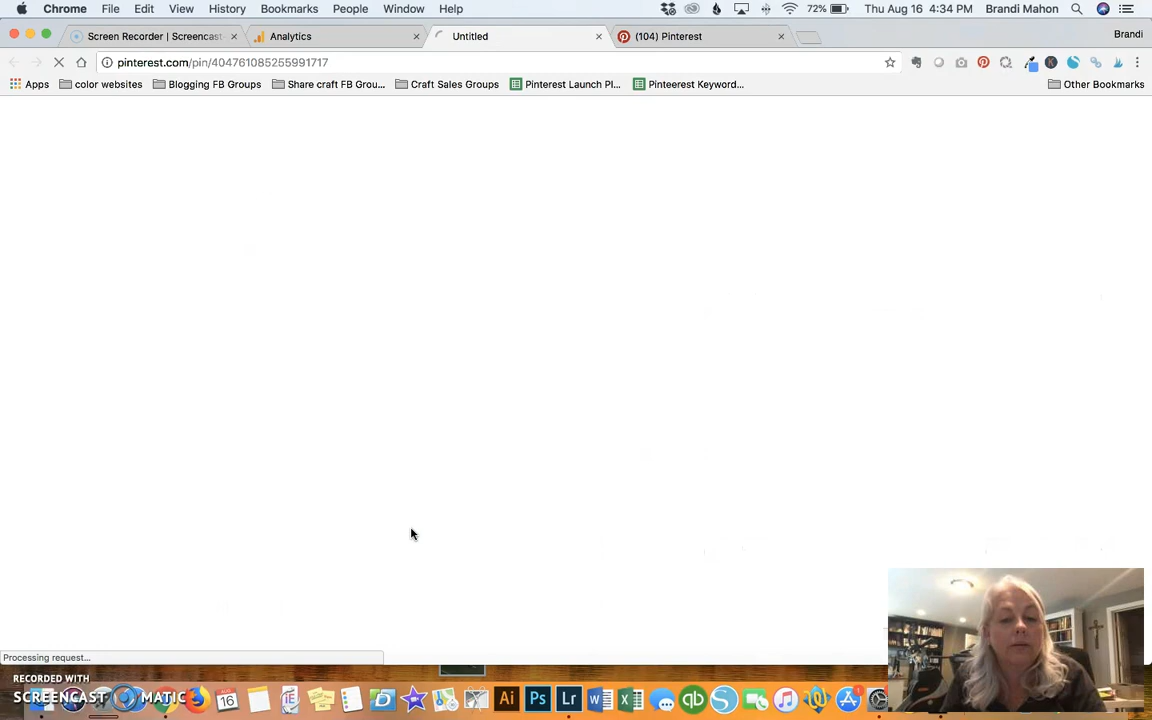 Chrome File Edit View History Bookmarks People Window Help 72% Thu Aug 16 4:34 PM Brandi Mahon
Screen Recorder | Screencast- Analytics Untitled (104) Pinterest Brandi
pinterest.com/pin/404761085255991717
Apps color websites Blogging FB Groups Share craft FB Grou... Craft Sales Groups Pinterest Launch Pl... Pinteerest Keyword... Other Bookmarks
Processing request...
RECORDED WITH
SCREENCAST MATIC
AUG
16
Ai Ps Lr
qb